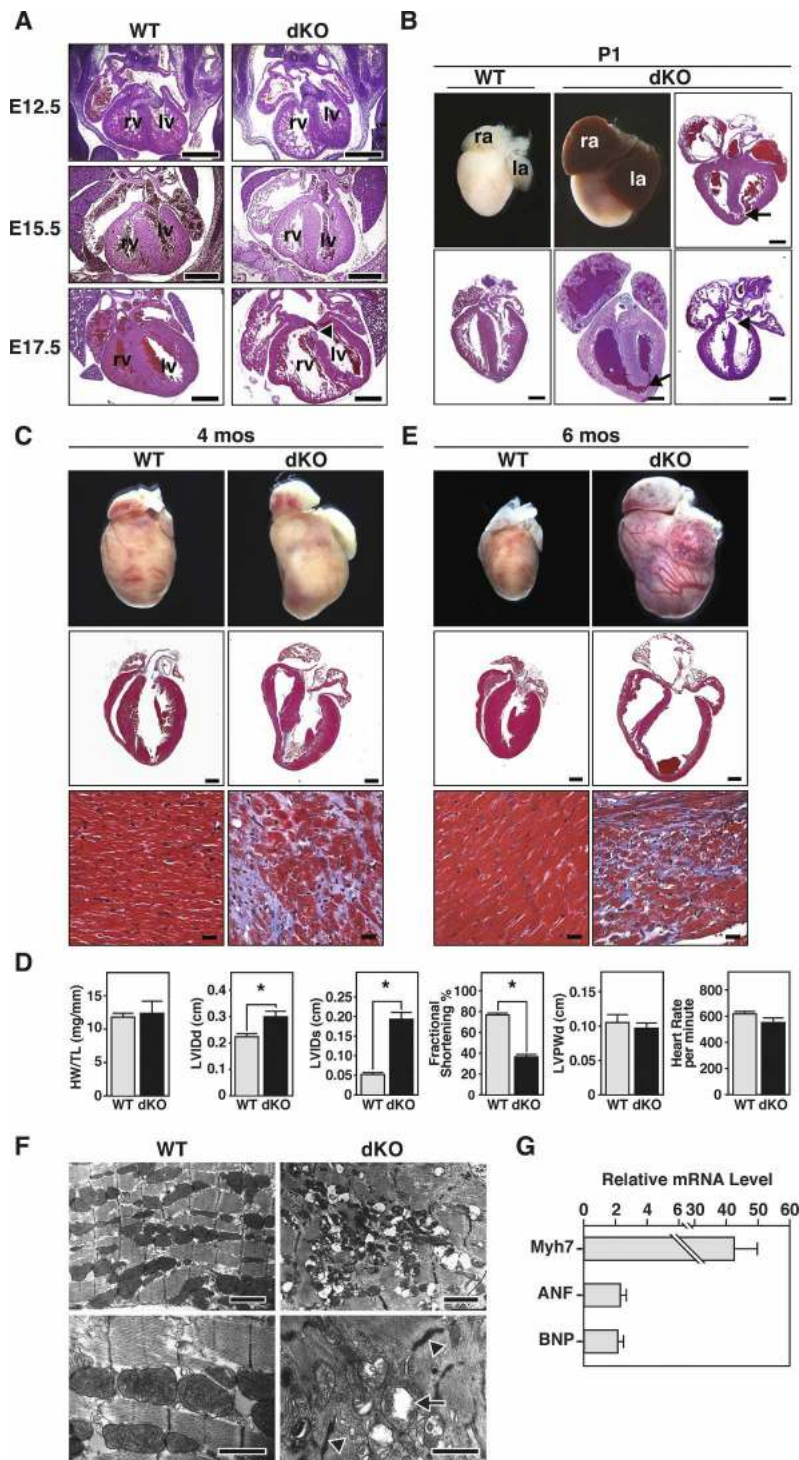 A
WT
dKO
E12.5
rv
lv
rv
lv
E15.5
rv
lv
rv
lv
E17.5
rv
lv
rv
lv
B
P1
WT
dKO
ra
la
ra
la
C
4 mos
WT
dKO
E
6 mos
WT
dKO
D
HW/TL (mg/mm)
15
10
5
0
WT dKO
LVIDd (cm)
0.4
0.3
0.2
0.1
0
*
WT dKO
LVIDs (cm)
0.25
0.20
0.15
0.10
0.05
0
*
WT dKO
Fractional
Shortening %
100
80
60
40
20
0
*
WT dKO
LVPWd (cm)
0.15
0.10
0.05
0
WT dKO
Heart Rate
per minute
800
600
400
200
0
WT dKO
F
WT
dKO
G
Relative mRNA Level
0 2 4 6 30 40 50 60
Myh7
ANF
BNP